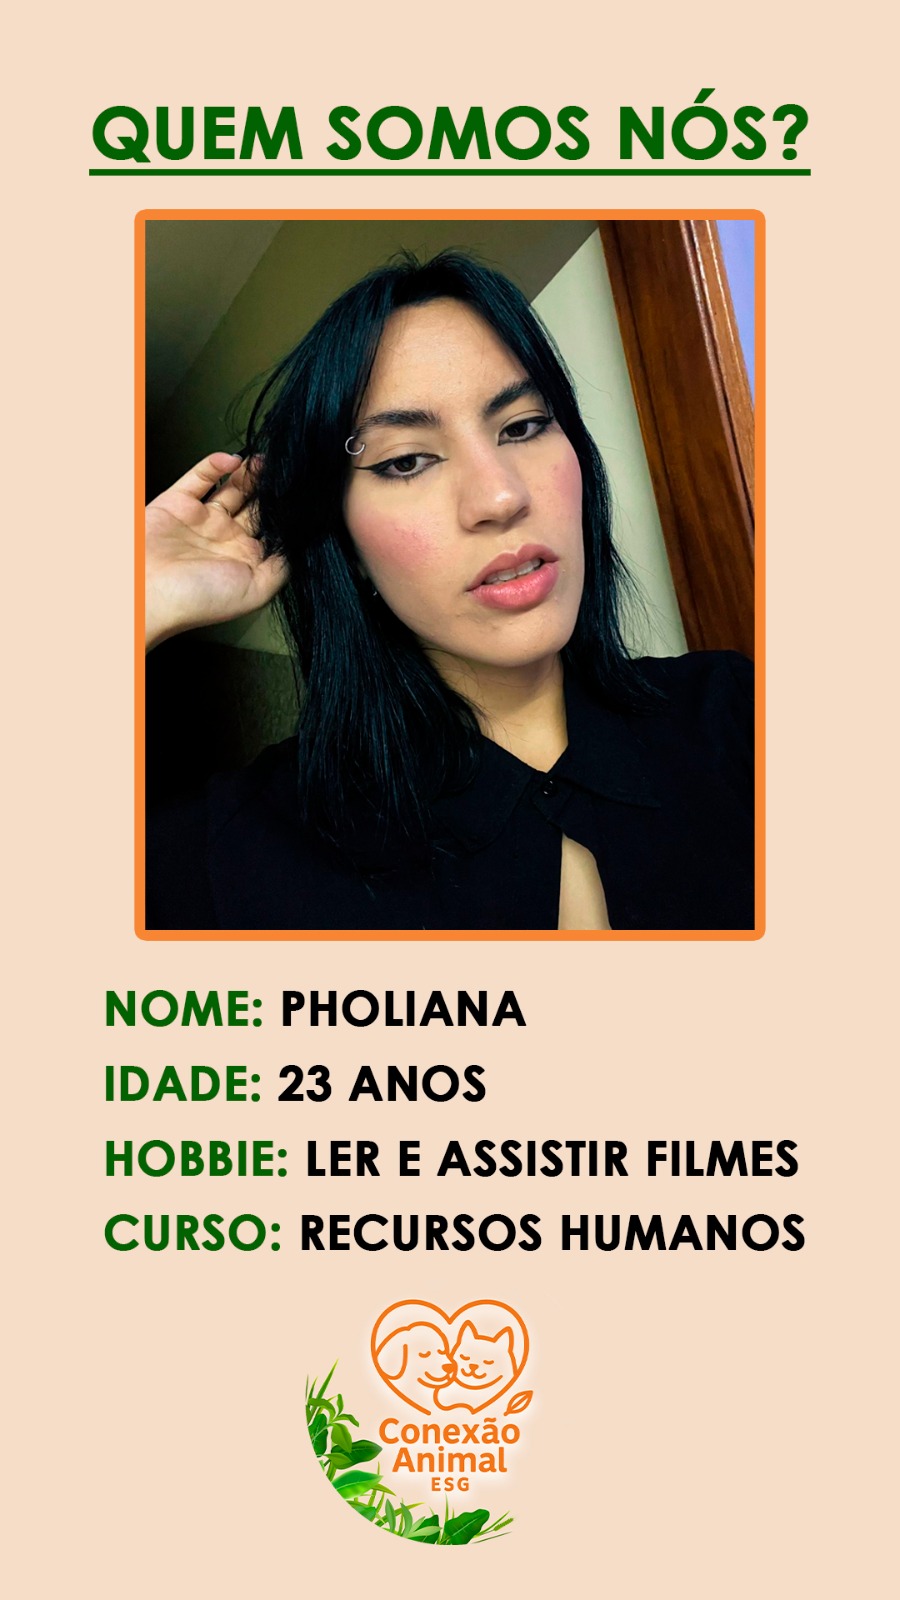 QUEM SOMOS NÓS?
NOME: PHOLIANA
IDADE: 23 ANOS
HOBBIE: LER E ASSISTIR FILMES
CURSO: RECURSOS HUMANOS
Conexão
Animal
ESG